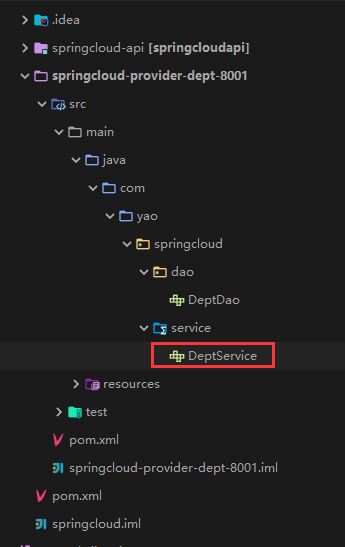 .idea
springcloud-api [springcloudapi]
springcloud-provider-dept-8001
src
main
java
com
yao
springcloud
dao
DeptDao
service
DeptService
resources
test
pom.xml
springcloud-provider-dept-8001.iml
pom.xml
springcloud.iml